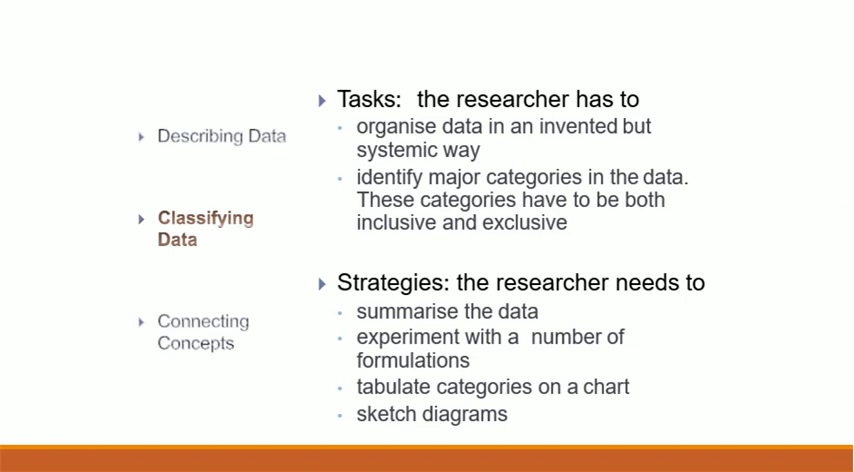 Describing Data
Classifying
Data
Connecting
Concepts
Tasks: the researcher has to
organise data in an invented but
systemic way
identify major categories in the data.
These categories have to be both
inclusive and exclusive
Strategies: the researcher needs to
summarise the data
experiment with a number of
formulations
tabulate categories on a chart
sketch diagrams